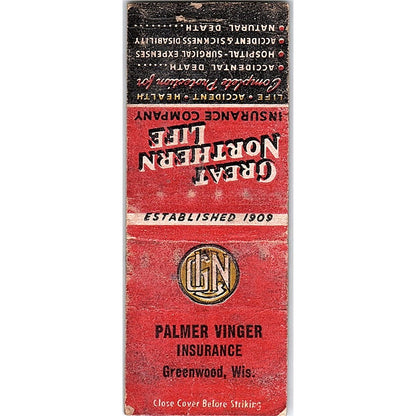 • NATURAL DEATH........
• ACCIDENT & SICKNESS DISABILITY
• HOSPITAL-SURGICAL EXPENSES
• ACCIDENTAL DEATH.....
Complete Protection for
LIFE • ACCIDENT • HEALTH
INSURANCE COMPANY
GREAT
NORTHERN
LIFE
ESTABLISHED 1909
GNL
PALMER VINGER
INSURANCE
Greenwood, Wis.
Close Cover Before Striking